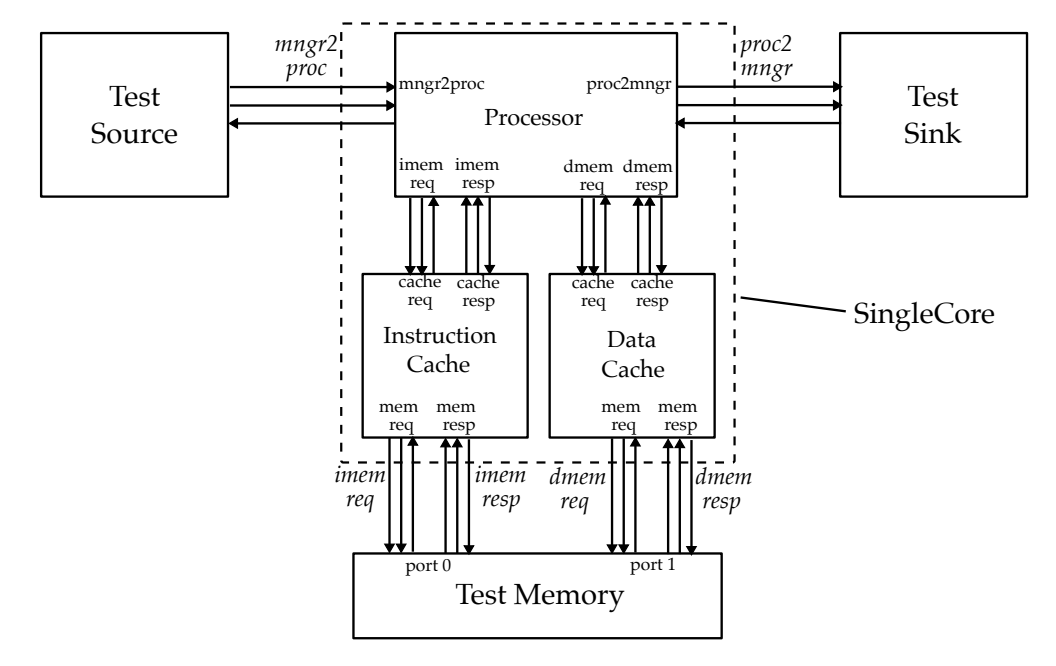 mngr2
proc
proc2
mngr
Test
Source
mngr2proc
proc2mngr
Processor
Test
Sink
imem
req
imem
resp
dmem
req
dmem
resp
cache
req
cache
resp
cache
req
cache
resp
Instruction
Cache
Data
Cache
SingleCore
mem
req
mem
resp
mem
req
mem
resp
imem
req
imem
resp
dmem
req
dmem
resp
port 0
port 1
Test Memory